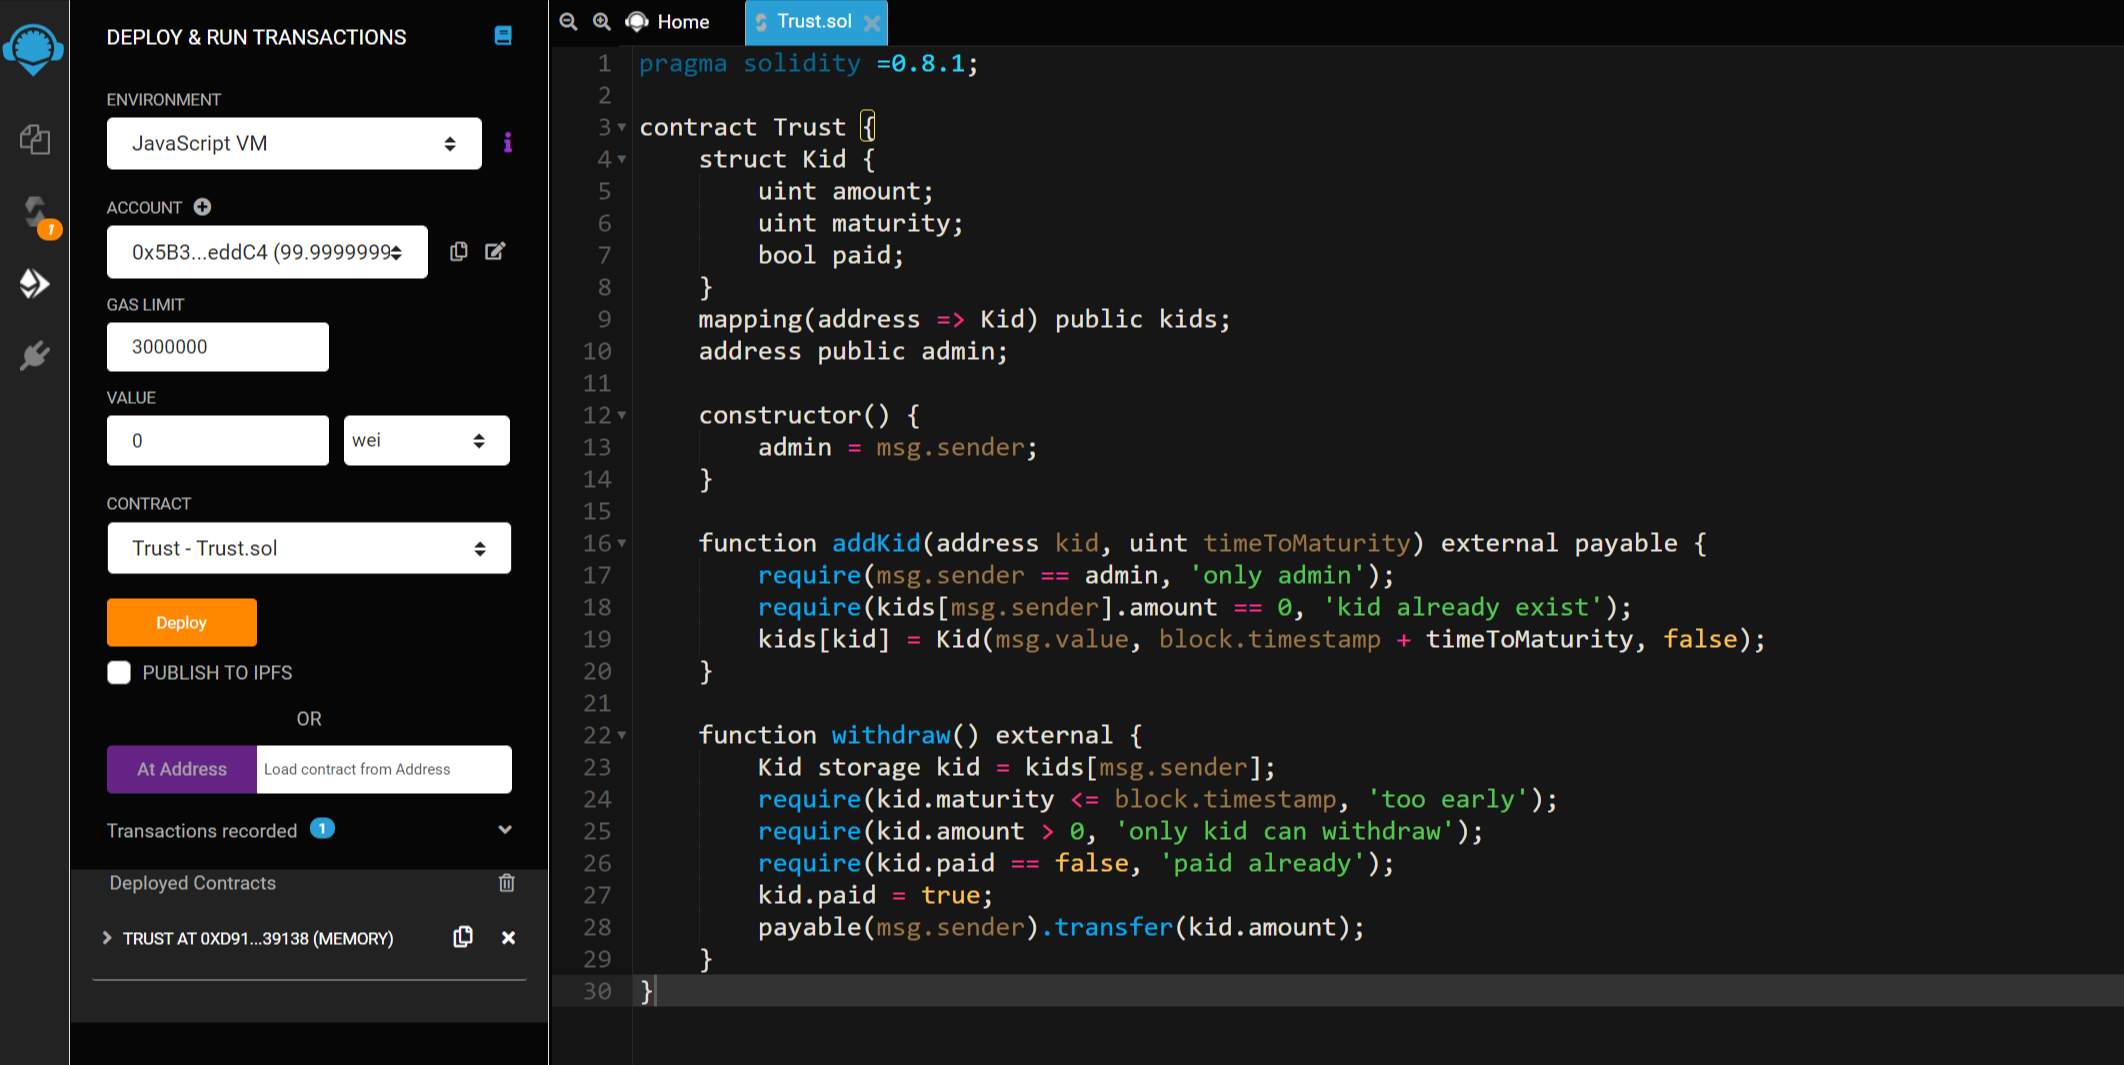 DEPLOY & RUN TRANSACTIONS
ENVIRONMENT
JavaScript VM
i
ACCOUNT
0x5B3...eddC4 (99.9999999
GAS LIMIT
3000000
VALUE
0
wei
CONTRACT
Trust - Trust.sol
Deploy
PUBLISH TO IPFS
OR
At Address
Load contract from Address
Transactions recorded 1
Deployed Contracts
TRUST AT 0XD91...39138 (MEMORY)
1
Home
Trust.sol
1 pragma solidity =0.8.1;
2
3 contract Trust {
4 struct Kid {
5 uint amount;
6 uint maturity;
7 bool paid;
8 }
9 mapping(address => Kid) public kids;
10 address public admin;
11
12 constructor() {
13 admin = msg.sender;
14 }
15
16 function addKid(address kid, uint timeToMaturity) external payable {
17 require(msg.sender == admin, 'only admin');
18 require(kids[msg.sender].amount == 0, 'kid already exist');
19 kids[kid] = Kid(msg.value, block.timestamp + timeToMaturity, false);
20 }
21
22 function withdraw() external {
23 Kid storage kid = kids[msg.sender];
24 require(kid.maturity <= block.timestamp, 'too early');
25 require(kid.amount > 0, 'only kid can withdraw');
26 require(kid.paid == false, 'paid already');
27 kid.paid = true;
28 payable(msg.sender).transfer(kid.amount);
29 }
30 }